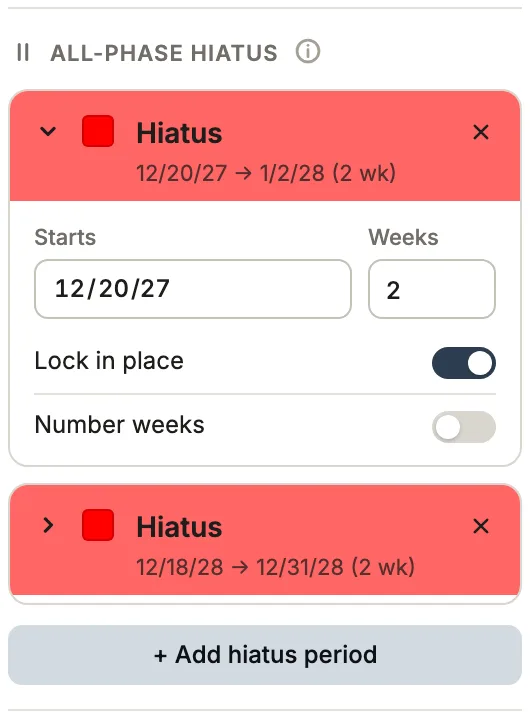 ALL-PHASE HIATUS
Hiatus
12/20/27 → 1/2/28 (2 wk)
Starts
Weeks
12/20/27
2
Lock in place
Number weeks
Hiatus
12/18/28 → 12/31/28 (2 wk)
+ Add hiatus period